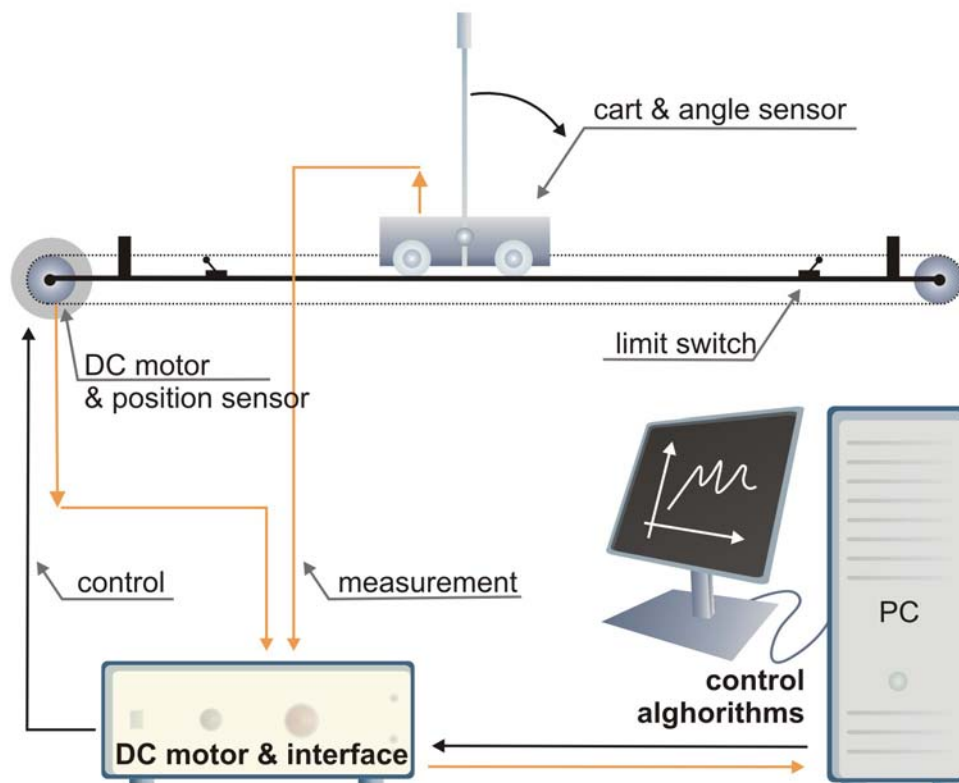 cart & angle sensor
limit switch
DC motor
& position sensor
control
measurement
PC
control
alghorithms
DC motor & interface